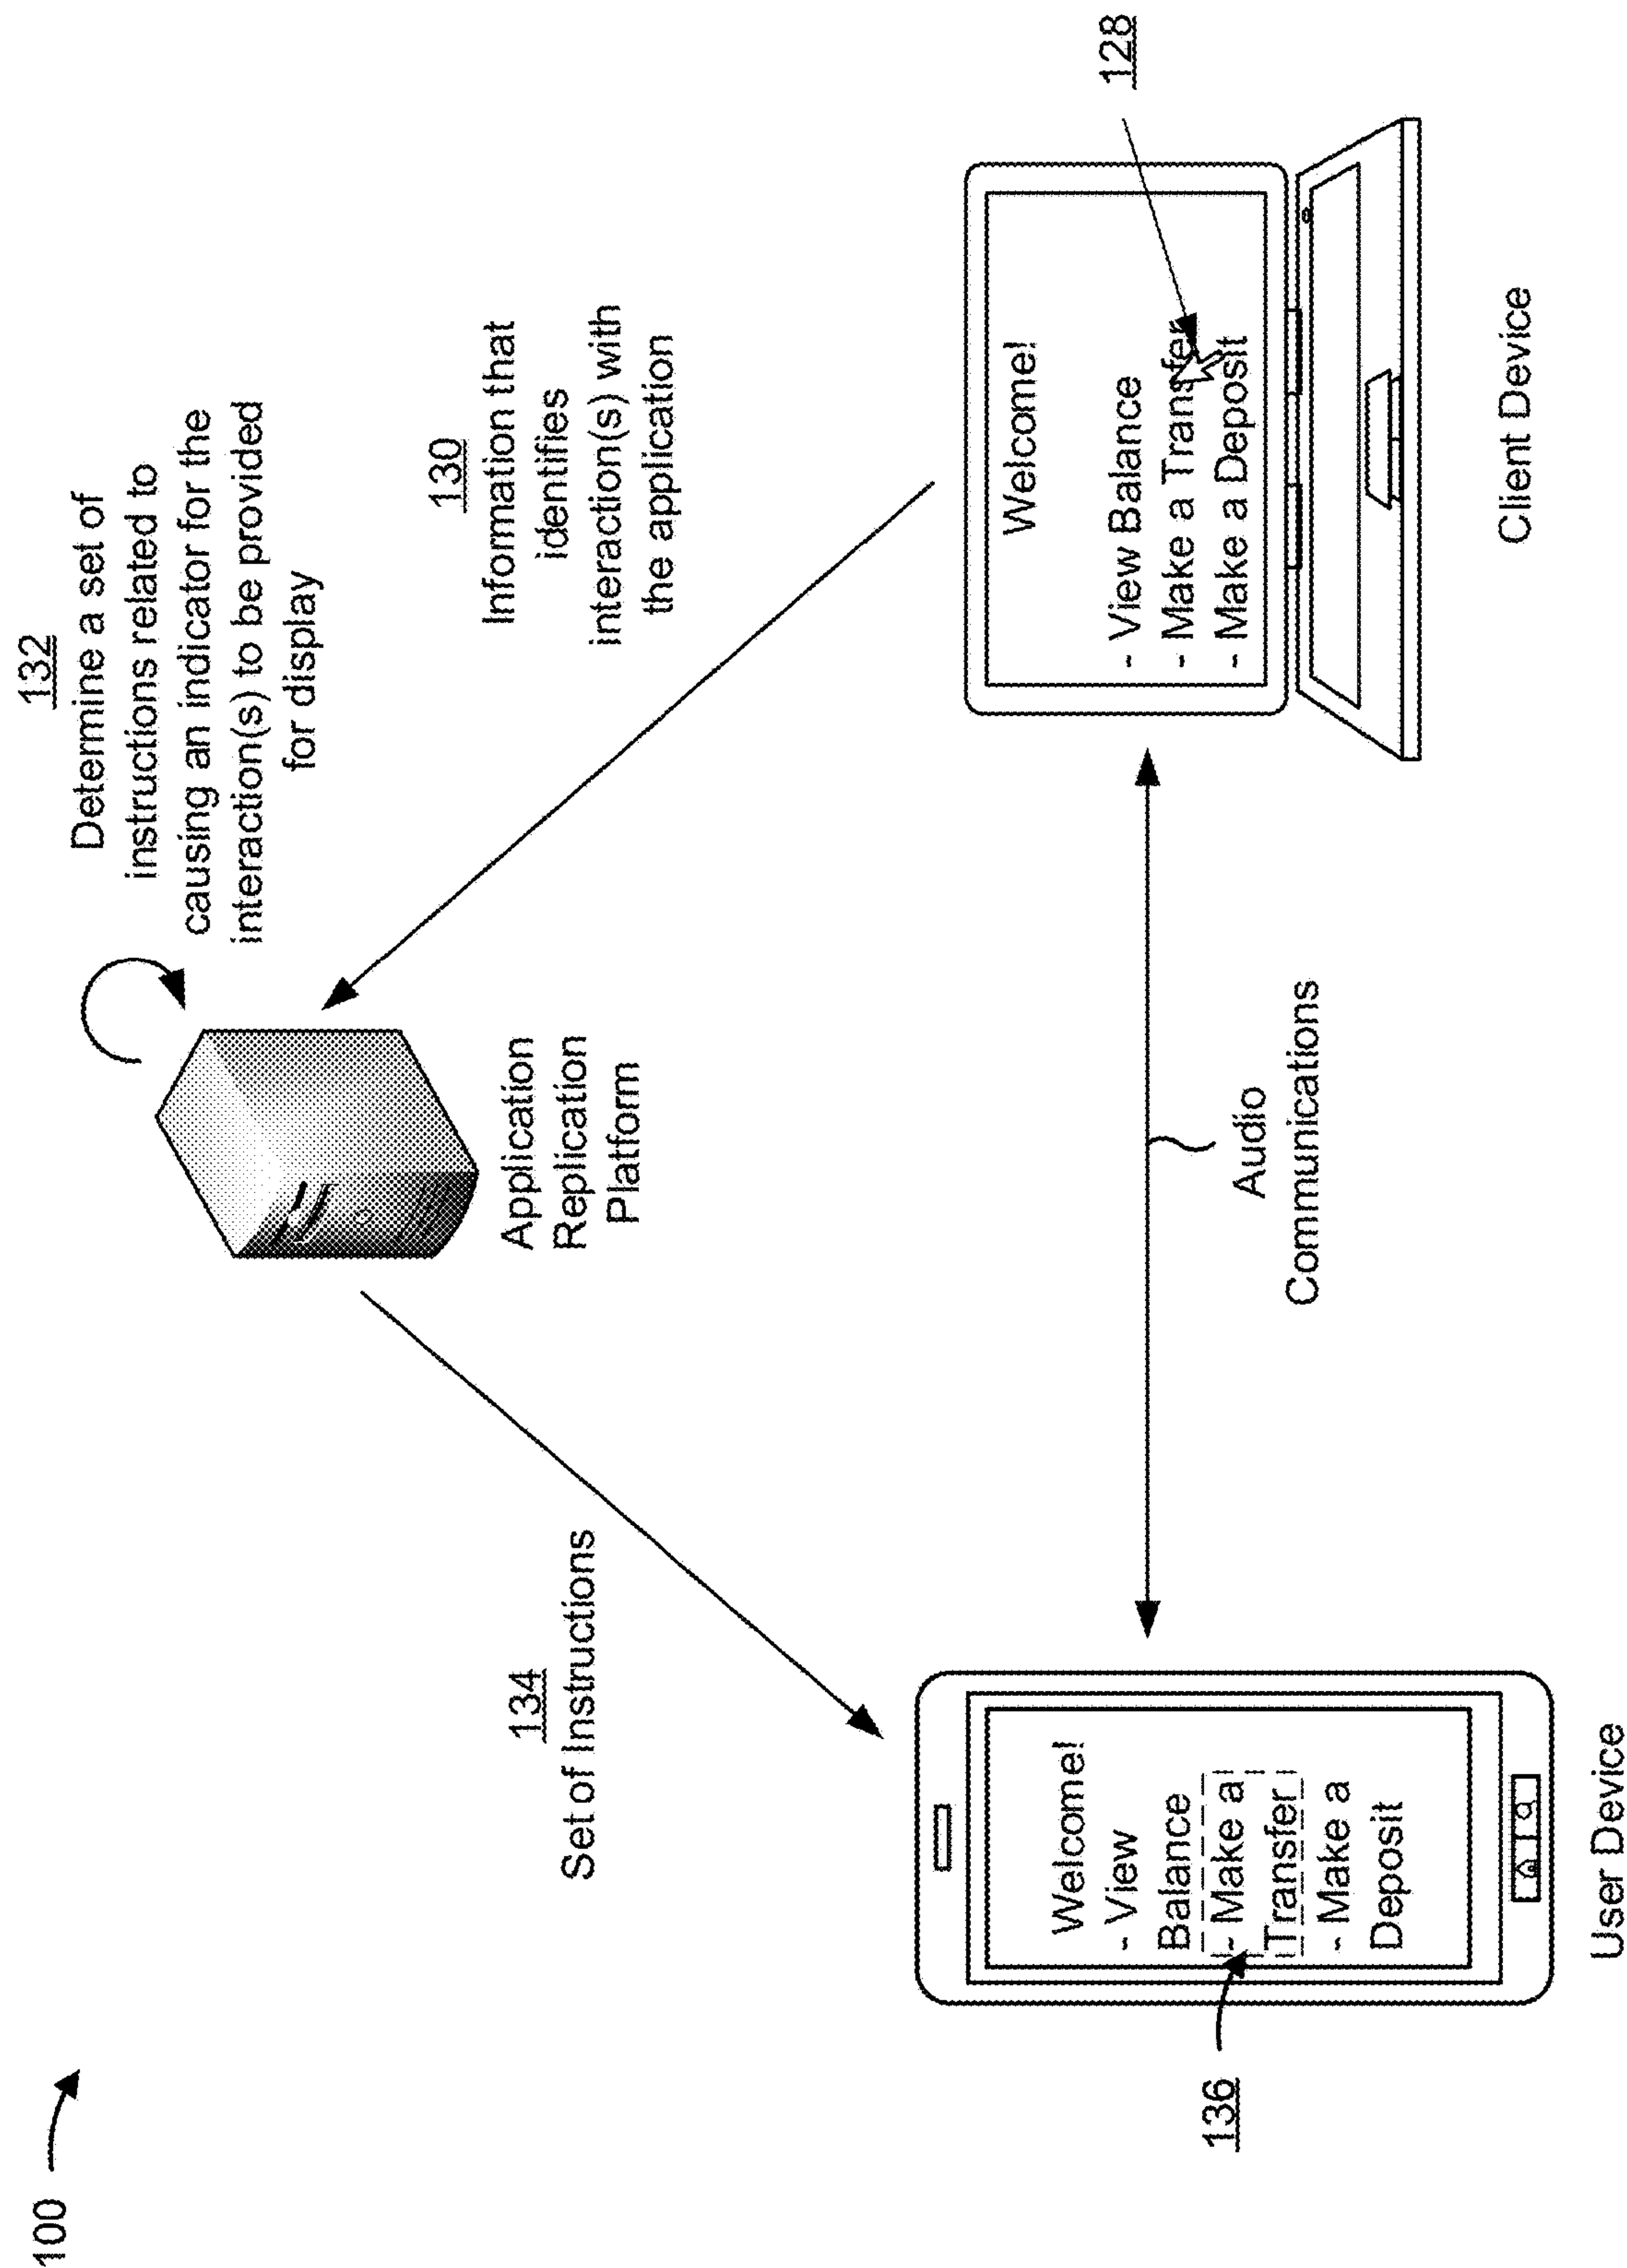 100
132
Determine a set of
instructions related to
causing an indicator for the
interaction(s) to be provided
for display
130
Information that
identifies
interaction(s) with
the application
Application
Replication
Platform
134
Set of Instructions
Welcome!
- View
Balance
- Make a
Transfer
- Make a
Deposit
136
User Device
Audio
Communications
Welcome!
- View Balance
- Make a Transfer
- Make a Deposit
128
Client Device